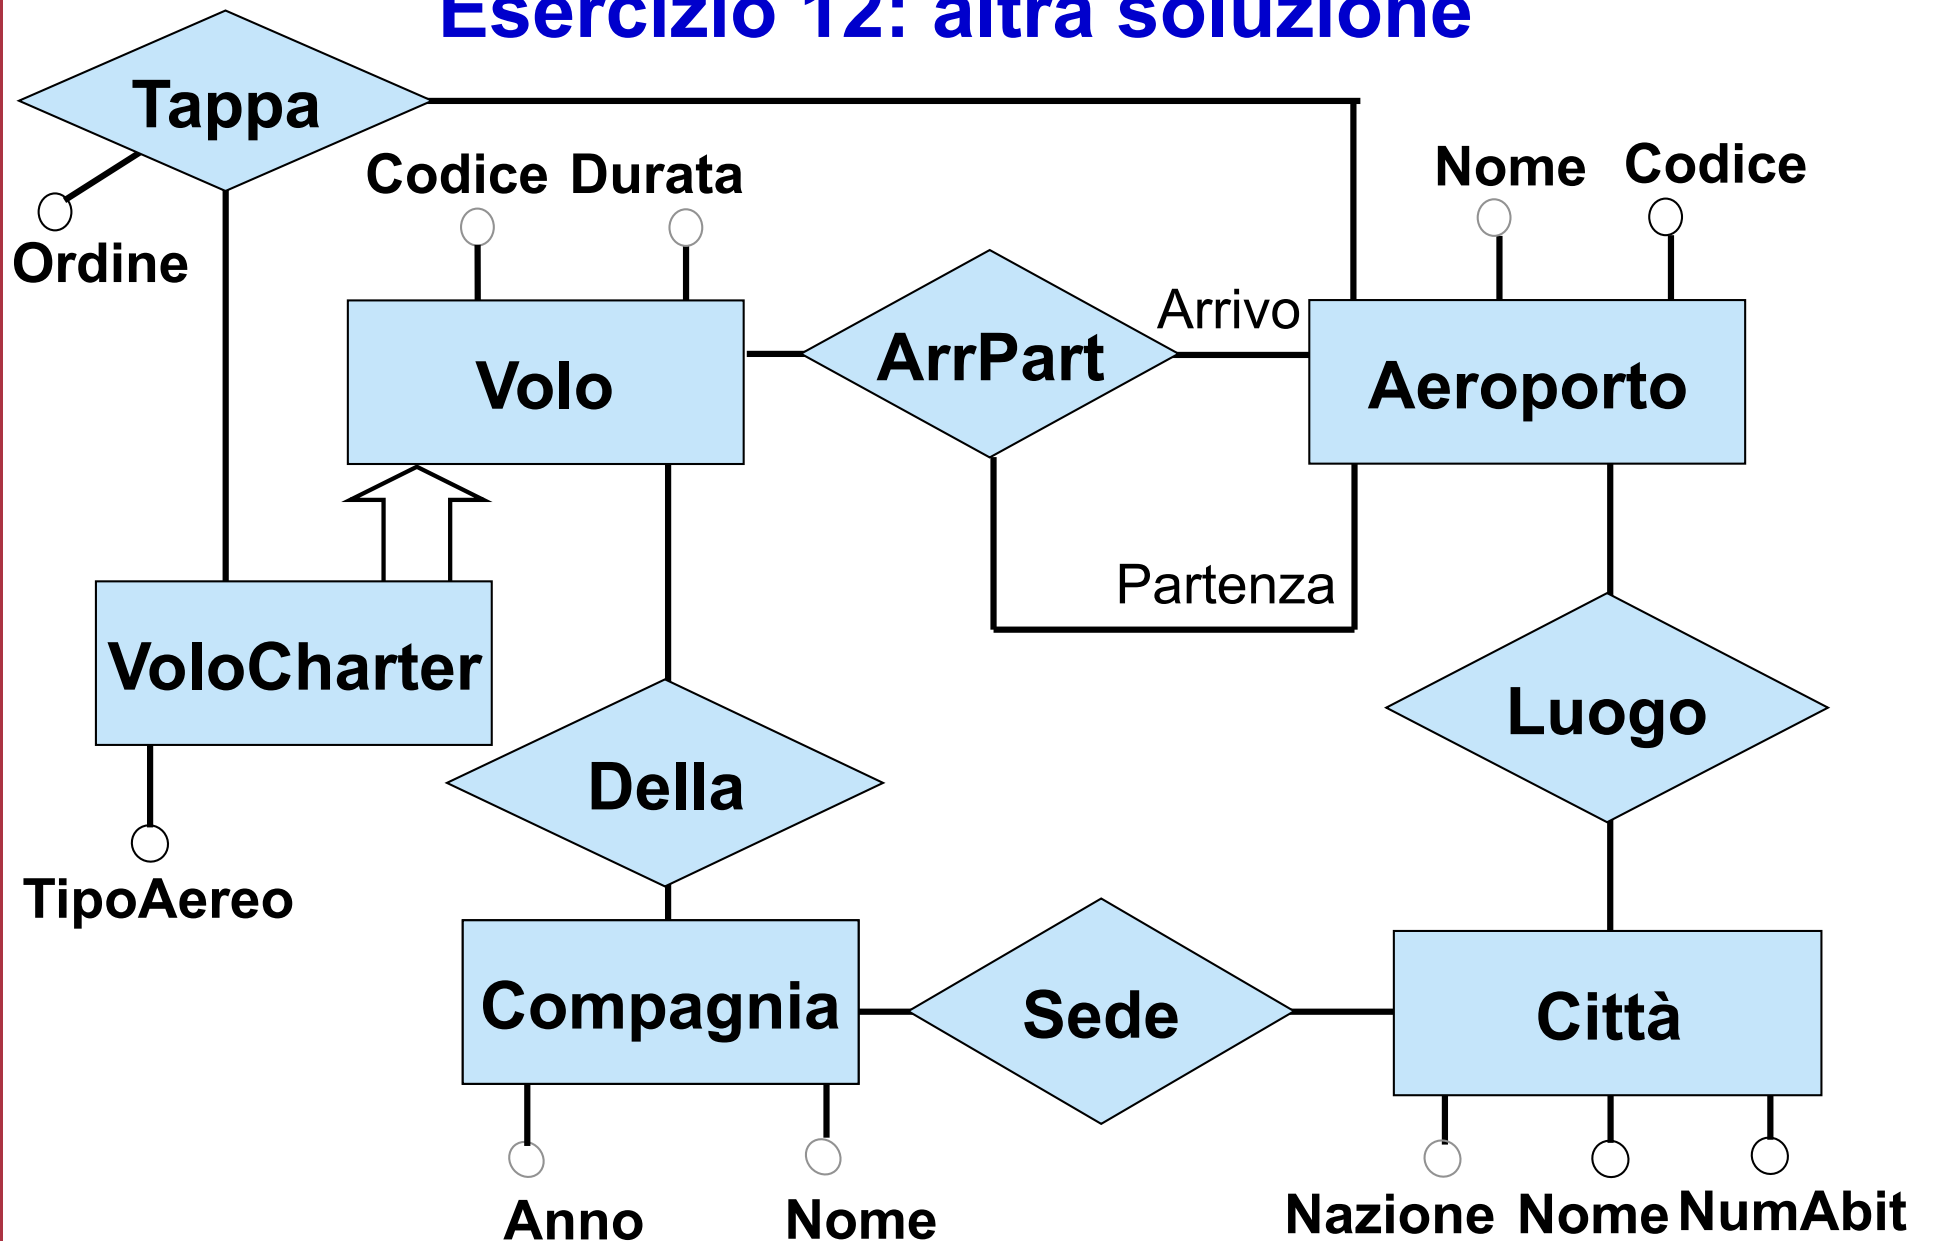 Esercizio 12: altra soluzione
Tappa
Ordine
Codice Durata
Nome Codice
Volo
ArrPart
Arrivo
Aeroporto
Partenza
VoloCharter
TipoAereo
Della
Luogo
Compagnia
Sede
Città
Anno
Nome
Nazione Nome NumAbit